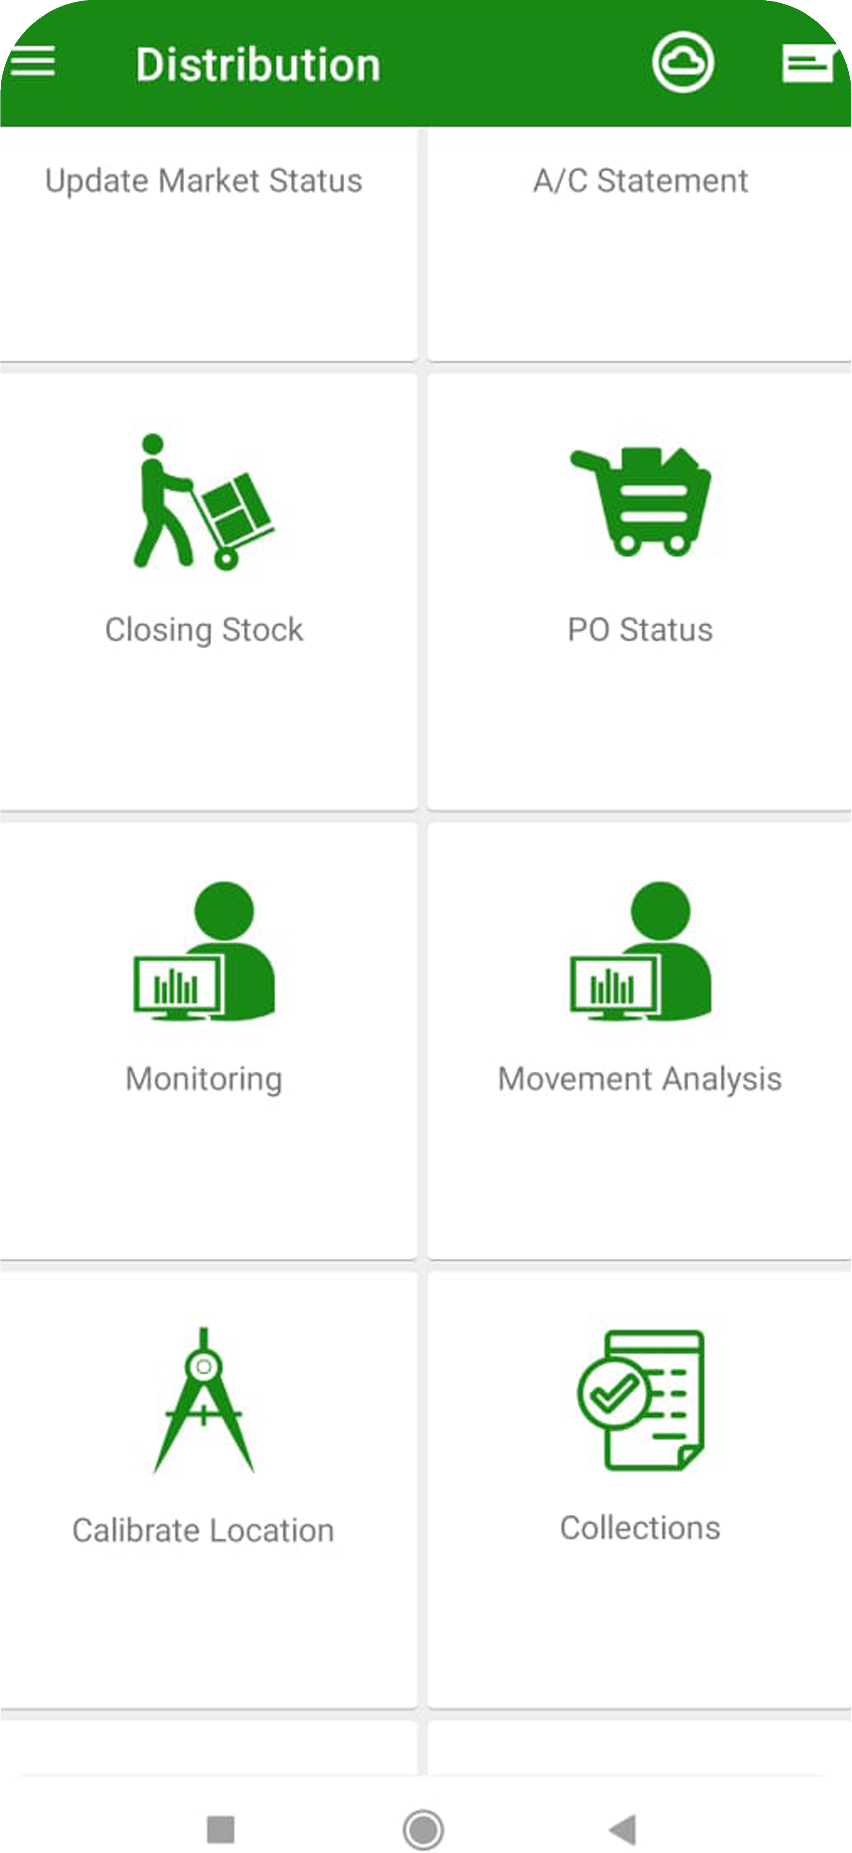 Distribution
Update Market Status
A/C Statement
Closing Stock
PO Status
Monitoring
Movement Analysis
Calibrate Location
Collections